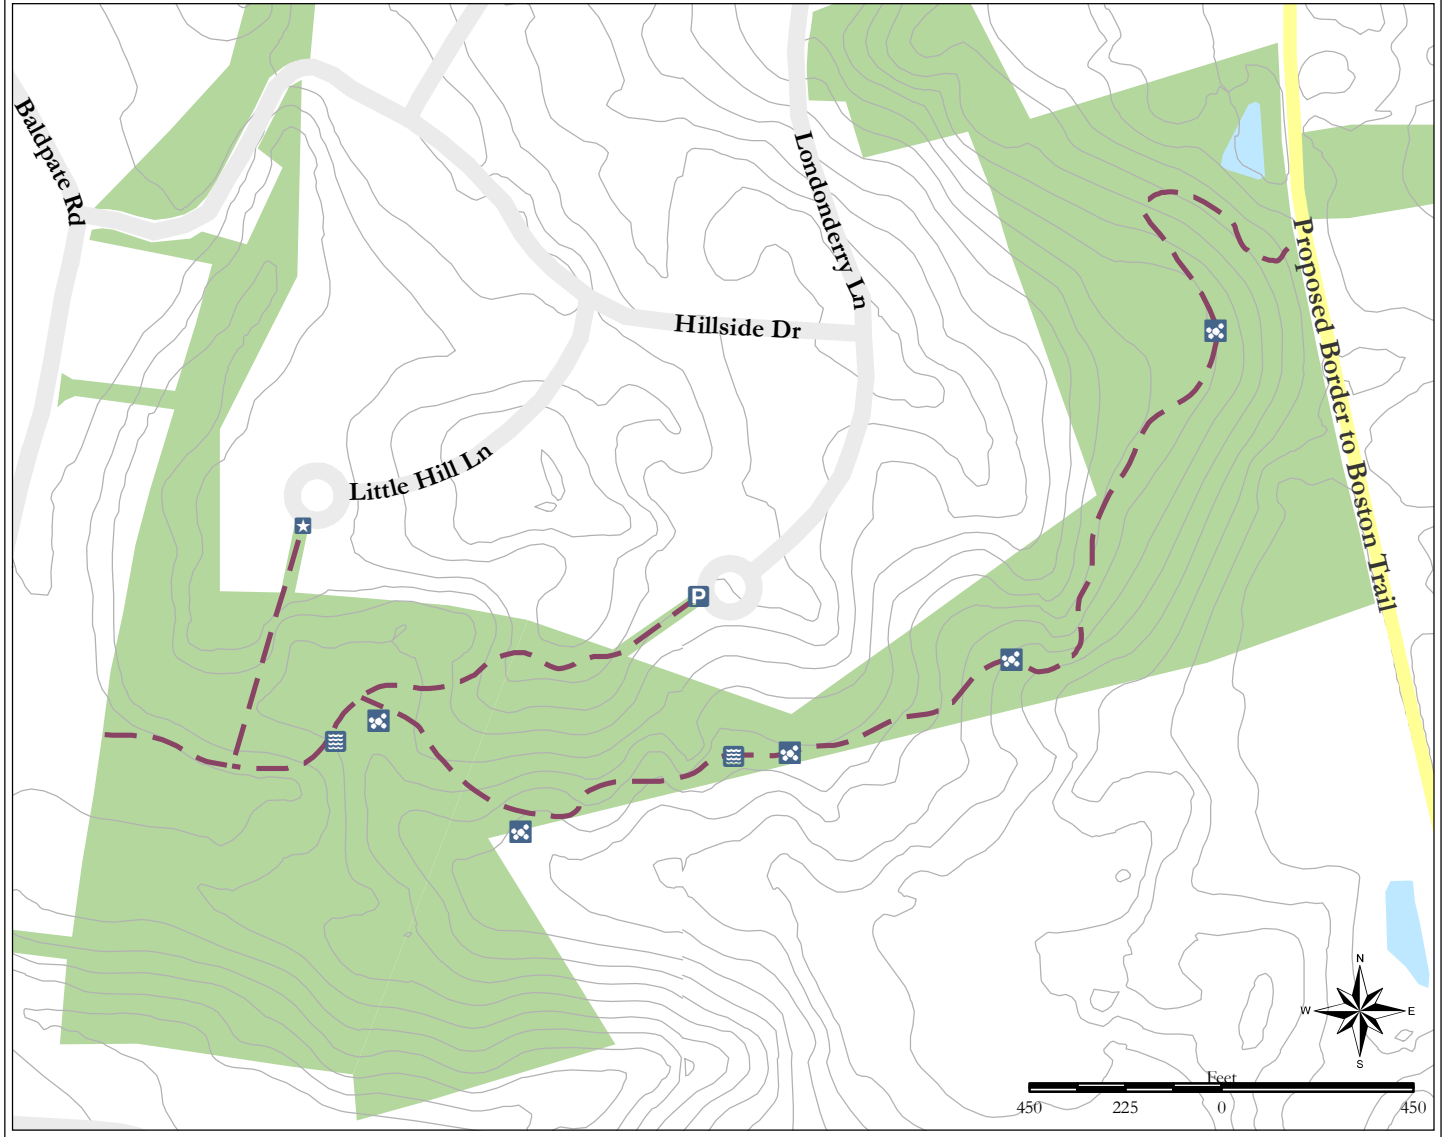 Baldpate Rd
Londonderry Ln
Hillside Dr
Proposed Border to Boston Trail
Little Hill Ln
P
N
W
E
S
Feet
450
225
0
450